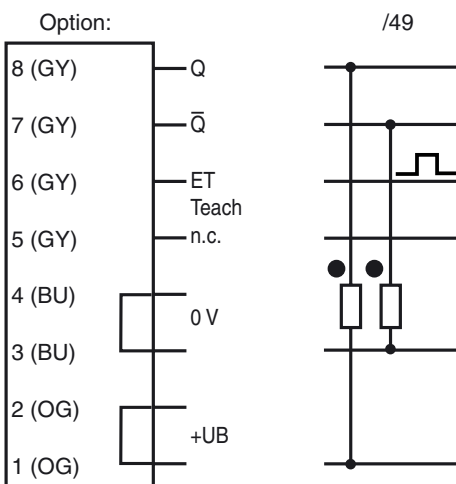 Option: /49
8 (GY) Q
7 (GY) Q̅
6 (GY) ET
Teach
5 (GY) n.c.
4 (BU)
0 V
3 (BU)
2 (OG)
+UB
1 (OG)